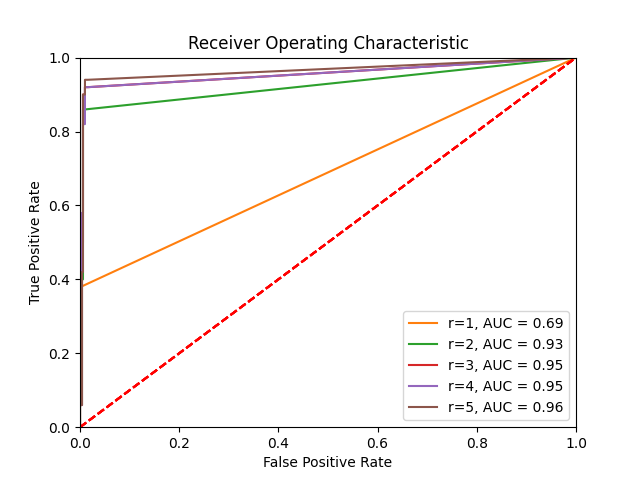 Receiver Operating Characteristic
True Positive Rate
1.0
0.8
0.6
0.4
0.2
0.0
r=1, AUC = 0.69
r=2, AUC = 0.93
r=3, AUC = 0.95
r=4, AUC = 0.95
r=5, AUC = 0.96
0.0 0.2 0.4 0.6 0.8 1.0
False Positive Rate